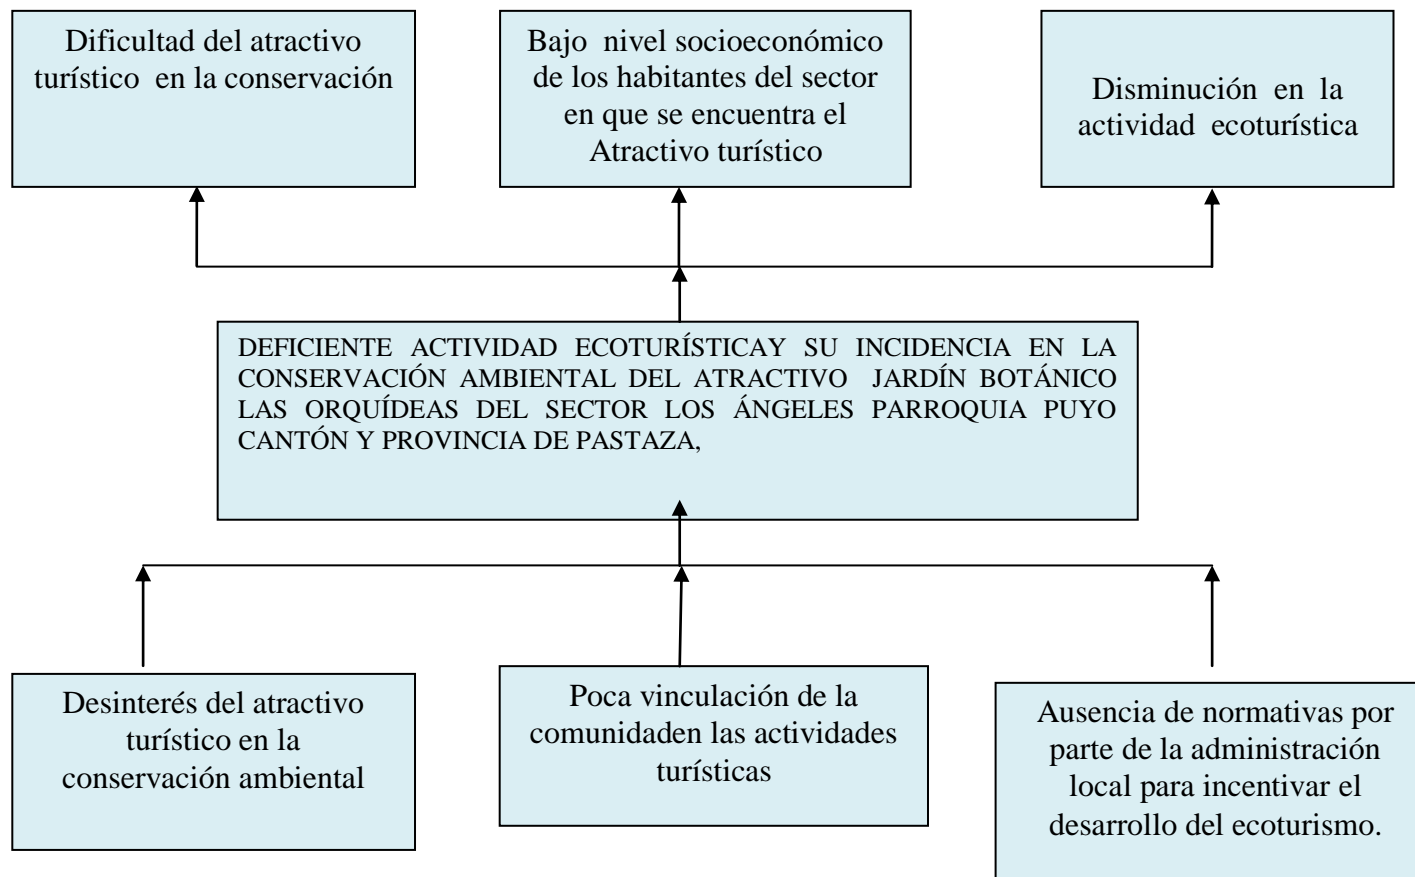 Dificultad del atractivo
turístico en la conservación
Bajo nivel socioeconómico
de los habitantes del sector
en que se encuentra el
Atractivo turístico
Disminución en la
actividad ecoturística
DEFICIENTE ACTIVIDAD ECOTURÍSTICAY SU INCIDENCIA EN LA
CONSERVACIÓN AMBIENTAL DEL ATRACTIVO JARDÍN BOTÁNICO
LAS ORQUÍDEAS DEL SECTOR LOS ÁNGELES PARROQUIA PUYO
CANTÓN Y PROVINCIA DE PASTAZA,
Desinterés del atractivo
turístico en la
conservación ambiental
Poca vinculación de la
comunidaden las actividades
turísticas
Ausencia de normativas por
parte de la administración
local para incentivar el
desarrollo del ecoturismo.